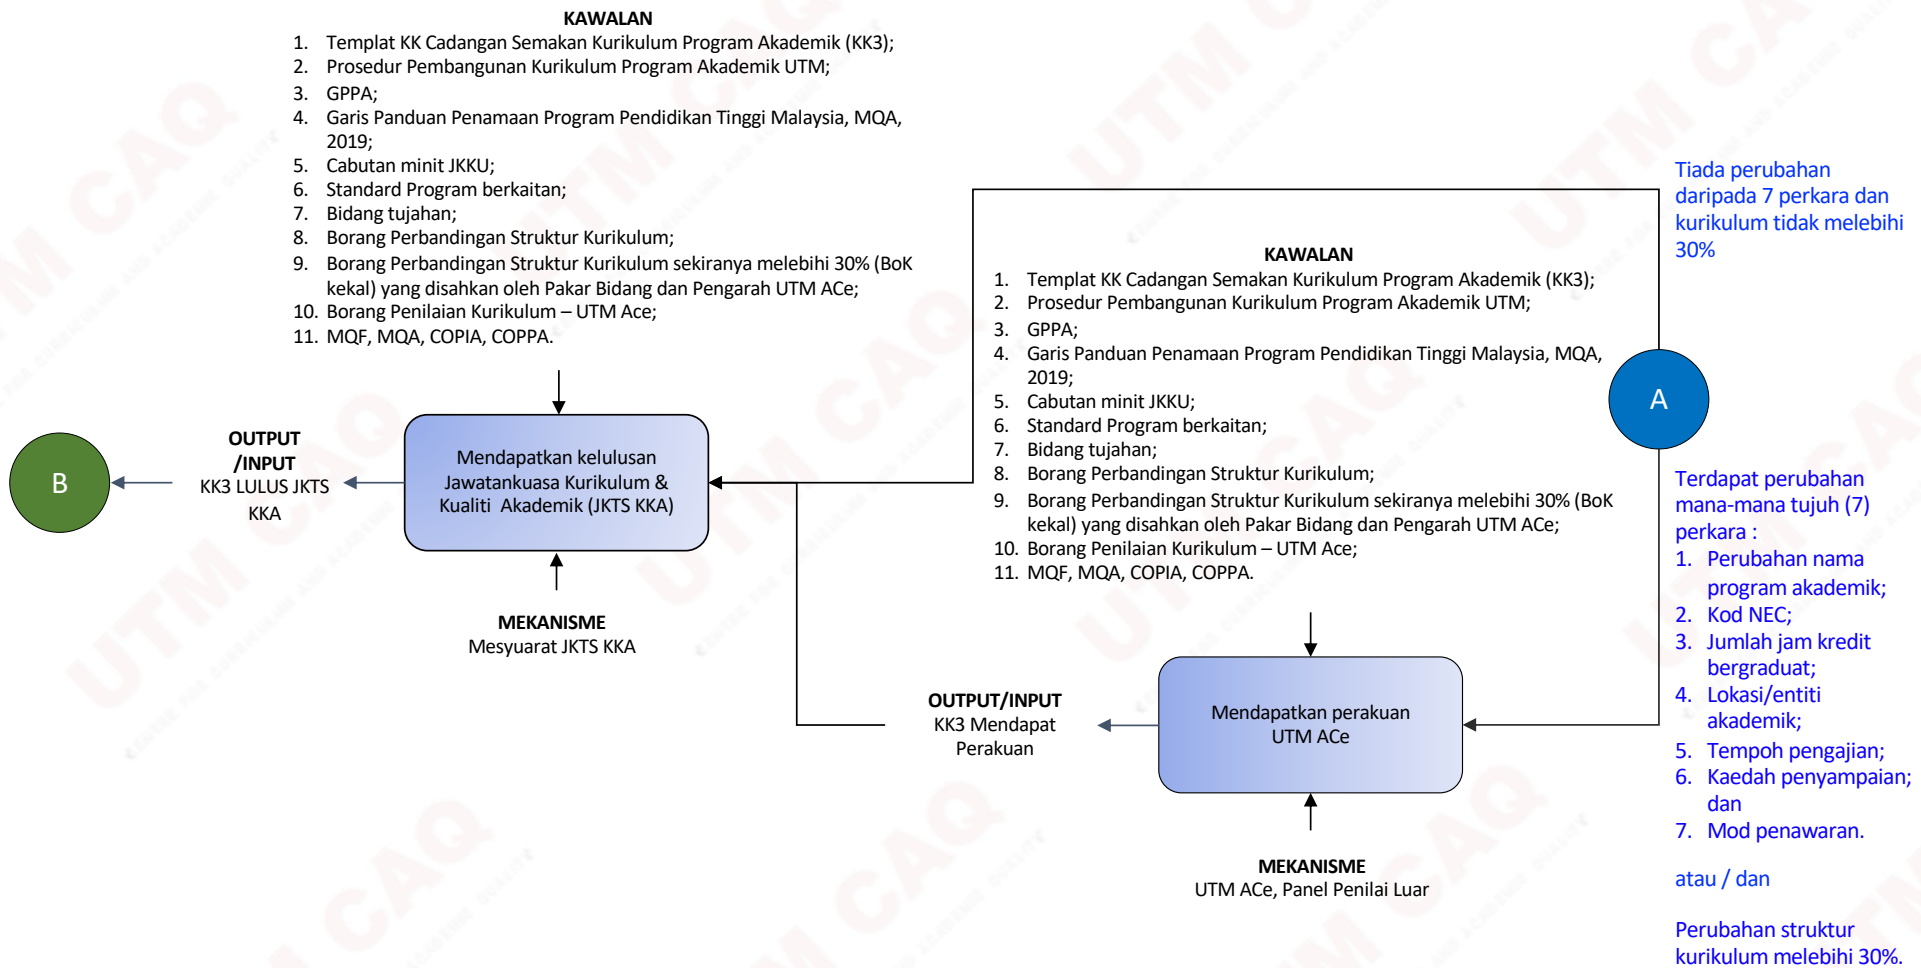 KAWALAN
1. Templat KK Cadangan Semakan Kurikulum Program Akademik (KK3);
2. Prosedur Pembangunan Kurikulum Program Akademik UTM;
3. GPPA;
4. Garis Panduan Penamaan Program Pendidikan Tinggi Malaysia, MQA,
2019;
5. Cabutan minit JKKU;
6. Standard Program berkaitan;
7. Bidang tujahan;
8. Borang Perbandingan Struktur Kurikulum;
9. Borang Perbandingan Struktur Kurikulum sekiranya melebihi 30% (BoK
kekal) yang disahkan oleh Pakar Bidang dan Pengarah UTM ACe;
10. Borang Penilaian Kurikulum – UTM Ace;
11. MQF, MQA, COPIA, COPPA.
B
OUTPUT
/INPUT
KK3 LULUS JKTS
KKA
Mendapatkan kelulusan
Jawatankuasa Kurikulum &
Kualiti Akademik (JKTS KKA)
MEKANISME
Mesyuarat JKTS KKA
KAWALAN
1. Templat KK Cadangan Semakan Kurikulum Program Akademik (KK3);
2. Prosedur Pembangunan Kurikulum Program Akademik UTM;
3. GPPA;
4. Garis Panduan Penamaan Program Pendidikan Tinggi Malaysia, MQA,
2019;
5. Cabutan minit JKKU;
6. Standard Program berkaitan;
7. Bidang tujahan;
8. Borang Perbandingan Struktur Kurikulum;
9. Borang Perbandingan Struktur Kurikulum sekiranya melebihi 30% (BoK
kekal) yang disahkan oleh Pakar Bidang dan Pengarah UTM ACe;
10. Borang Penilaian Kurikulum – UTM Ace;
11. MQF, MQA, COPIA, COPPA.
OUTPUT/INPUT
KK3 Mendapat
Perakuan
Mendapatkan perakuan
UTM ACe
MEKANISME
UTM ACe, Panel Penilai Luar
A
Tiada perubahan
daripada 7 perkara dan
kurikulum tidak melebihi
30%
Terdapat perubahan
mana-mana tujuh (7)
perkara :
1. Perubahan nama
program akademik;
2. Kod NEC;
3. Jumlah jam kredit
bergraduat;
4. Lokasi/entiti
akademik;
5. Tempoh pengajian;
6. Kaedah penyampaian;
dan
7. Mod penawaran.
atau / dan
Perubahan struktur
kurikulum melebihi 30%.
UTM CAQ
CENTRE FOR CURRICULUM AND ACADEMIC QUALITY